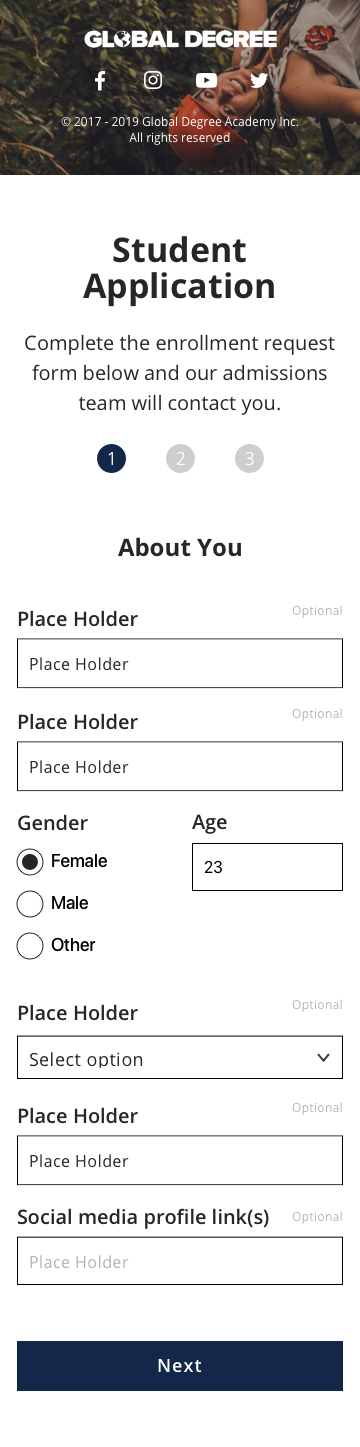 GLOBAL DEGREE
© 2017 - 2019 Global Degree Academy Inc.
All rights reserved
Student
Application
Complete the enrollment request
form below and our admissions
team will contact you.
1 2 3
About You
Place Holder Optional
Place Holder
Place Holder Optional
Place Holder
Gender Age
Female 23
Male
Other
Place Holder Optional
Select option
Place Holder Optional
Place Holder
Social media profile link(s) Optional
Place Holder
Next